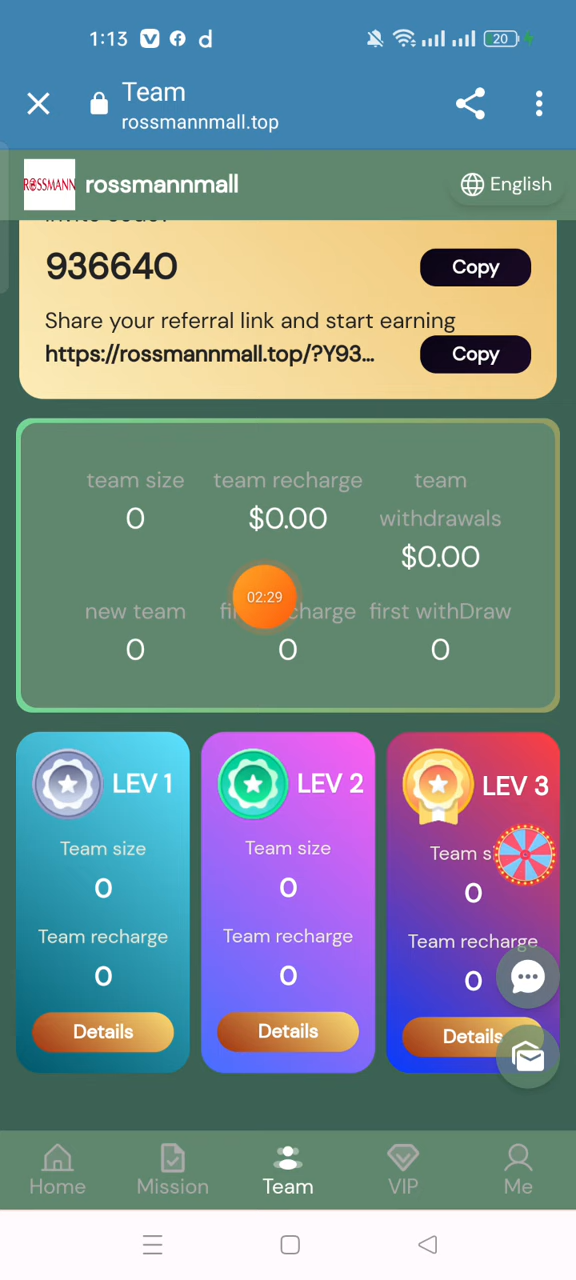 1:13
20
Team
rossmannmall.top
ROSSMANN
rossmannmall
English
936640
Copy
Share your referral link and start earning
https://rossmannmall.top/?Y93...
Copy
team size
team recharge
team
withdrawals
0
$0.00
$0.00
02:29
new team
first withDraw
0
0
0
LEV 1
LEV 2
LEV 3
Team size
Team size
Team s
0
0
0
Team recharge
Team recharge
Team recharge
0
0
0
Details
Details
Details
Home
Mission
Team
VIP
Me